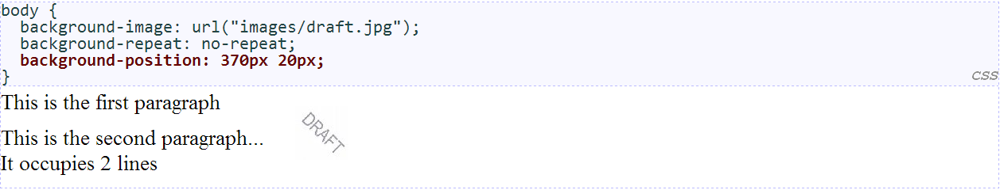 body {
  background-image: url("images/draft.jpg");
  background-repeat: no-repeat;
  background-position: 370px 20px;
}
CSS
This is the first paragraph
DRAFT
This is the second paragraph...
It occupies 2 lines